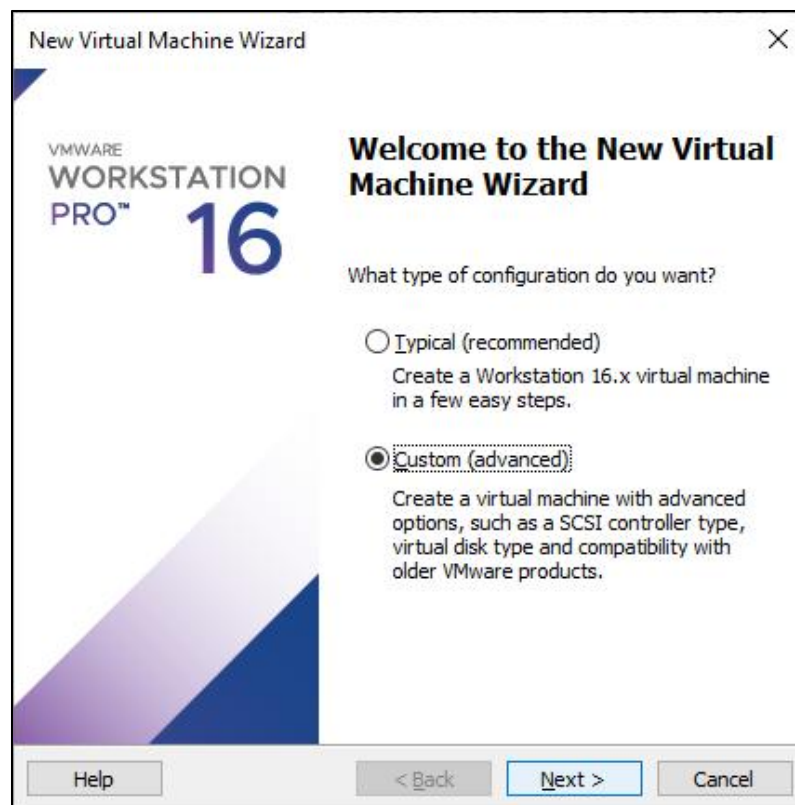 New Virtual Machine Wizard
VMWARE
WORKSTATION
PRO™ 16
Welcome to the New Virtual
Machine Wizard
What type of configuration do you want?
Typical (recommended)
Create a Workstation 16.x virtual machine
in a few easy steps.
Custom (advanced)
Create a virtual machine with advanced
options, such as a SCSI controller type,
virtual disk type and compatibility with
older VMware products.
Help
< Back
Next >
Cancel